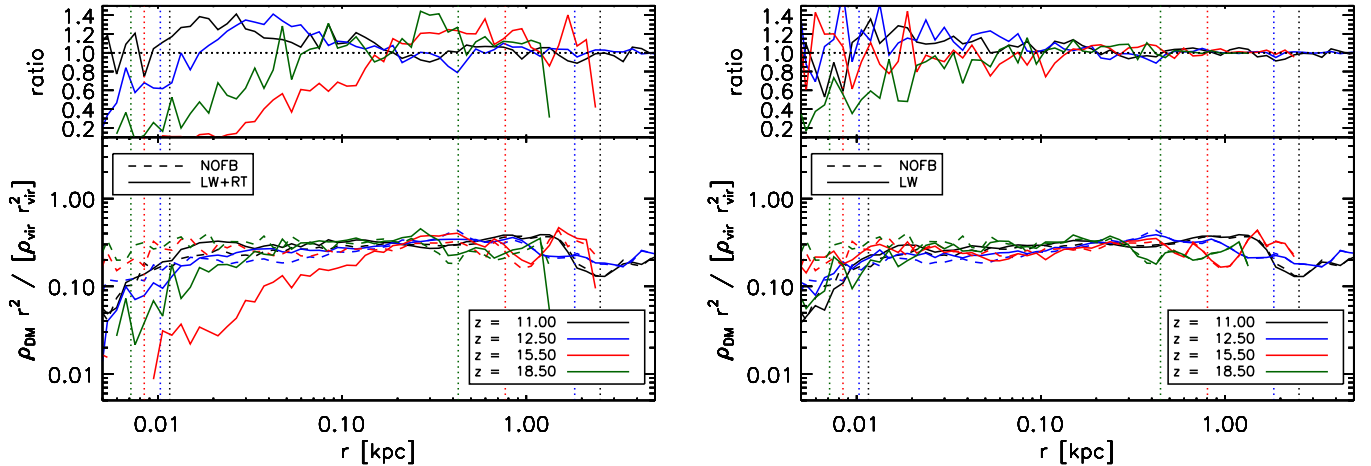 1.4
1.2
1.0
0.8
0.6
0.4
0.2
ratio
NOFB
LW+RT
1.00
0.10
0.01
ρDM r² / [ρvir r²vir]
z = 11.00
z = 12.50
z = 15.50
z = 18.50
0.01 0.10 1.00
r [kpc]
1.4
1.2
1.0
0.8
0.6
0.4
0.2
ratio
NOFB
LW
1.00
0.10
0.01
ρDM r² / [ρvir r²vir]
z = 11.00
z = 12.50
z = 15.50
z = 18.50
0.01 0.10 1.00
r [kpc]